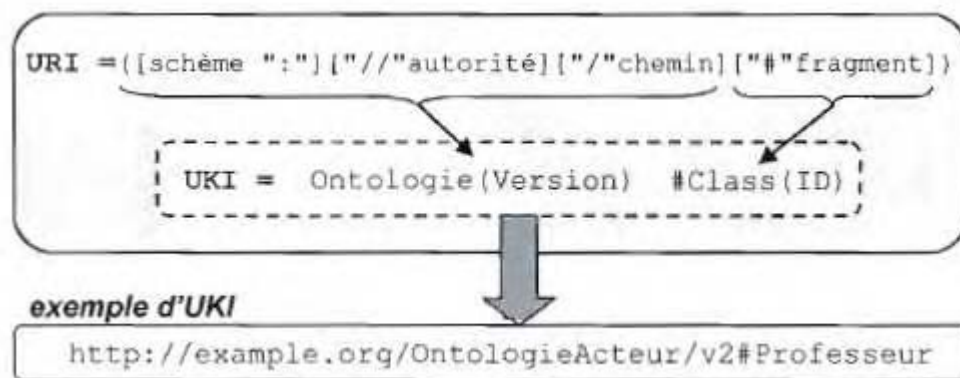 URI =([schème ":"]["//"autorité]["/"chemin]["#"fragment])
UKI = Ontologie(Version) #Class(ID)
exemple d'UKI
http://example.org/OntologieActeur/v2#Professeur